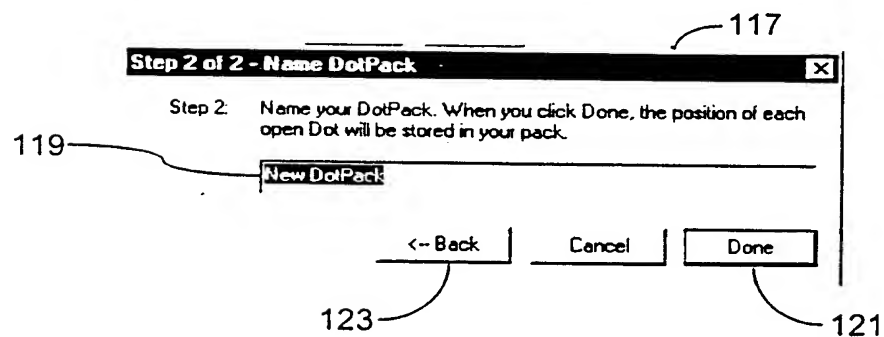 117
Step 2 of 2 - Name DotPack
Step 2: Name your DotPack. When you click Done, the position of each
open Dot will be stored in your pack.
119
New DotPack
<-- Back Cancel Done
123
121